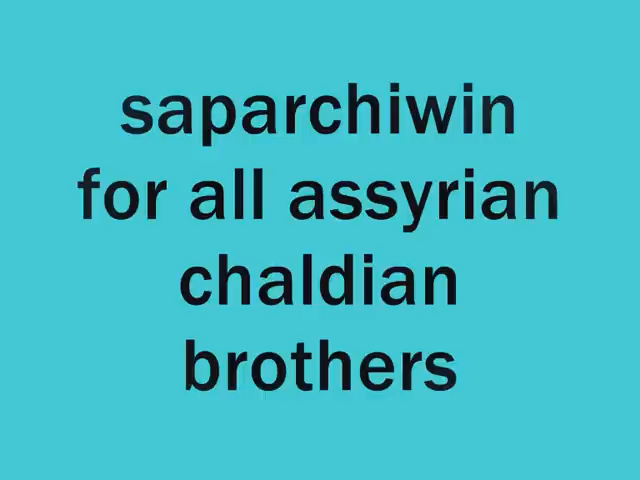 saparchiwin
for all assyrian
chaldian
brothers